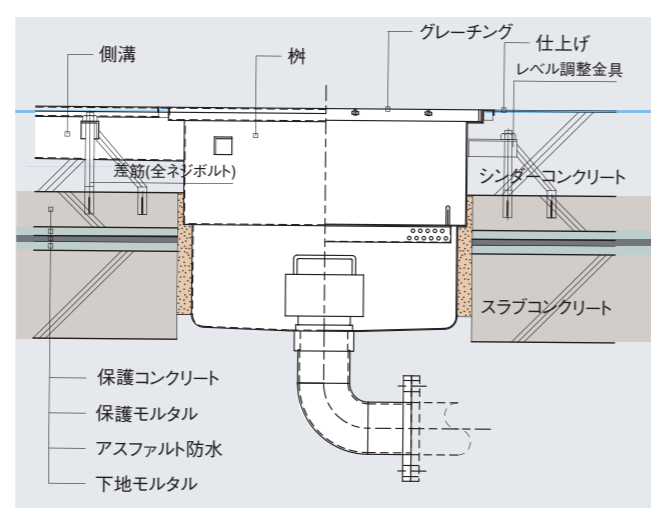 グレーチング
仕上げ
側溝
桝
レベル調整金具
差筋(全ネジボルト)
シンダーコンクリート
スラブコンクリート
保護コンクリート
保護モルタル
アスファルト防水
下地モルタル